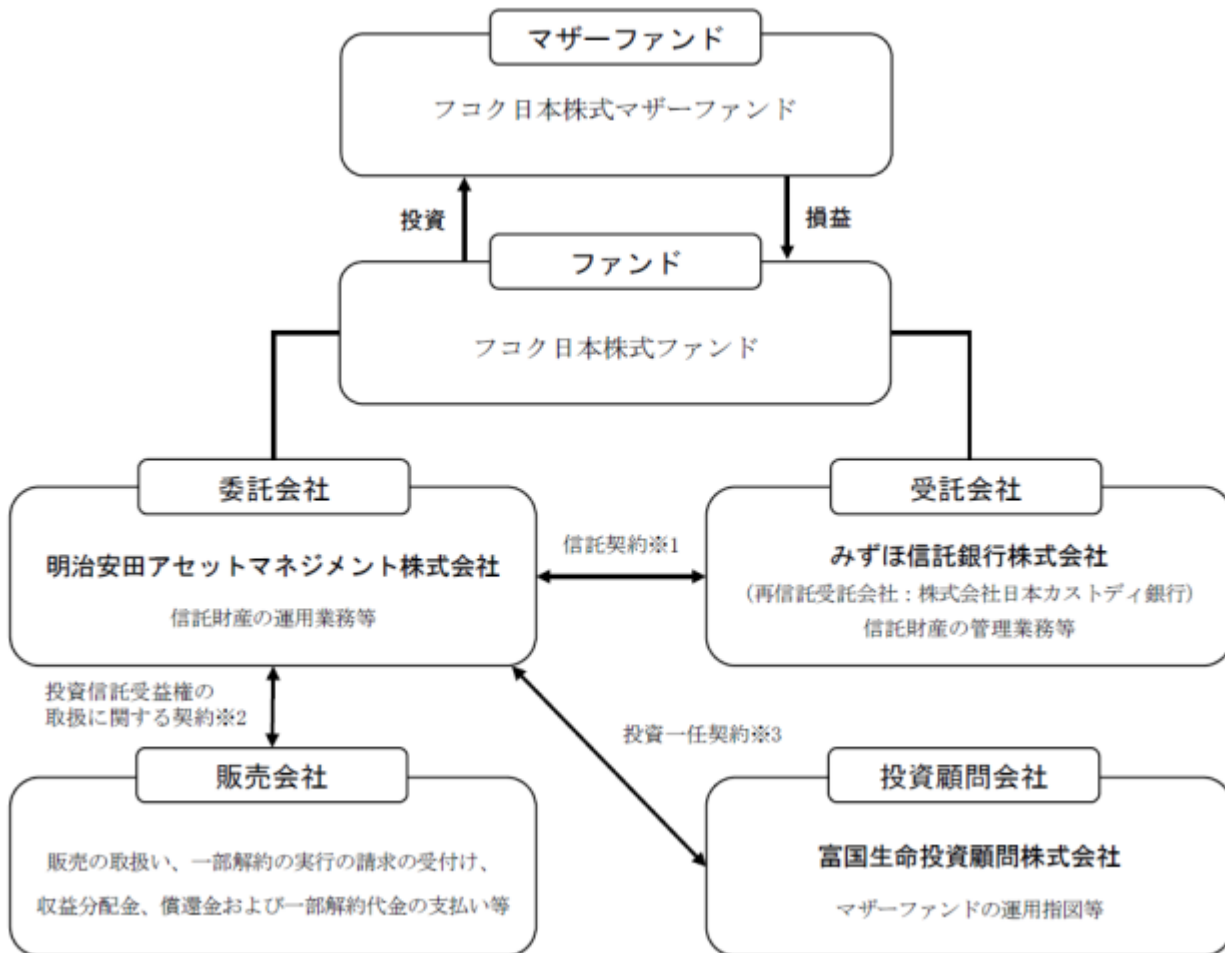 マザーファンド
フコク日本株式マザーファンド
投資
損益
ファンド
フコク日本株式ファンド
委託会社
明治安田アセットマネジメント株式会社
信託財産の運用業務等
信託契約※1
受託会社
みずほ信託銀行株式会社
(再信託受託会社:株式会社日本カストディ銀行)
信託財産の管理業務等
投資信託受益権の
取扱に関する契約※2
投資一任契約※3
販売会社
販売の取扱い、一部解約の実行の請求の受付け、
収益分配金、償還金および一部解約代金の支払い等
投資顧問会社
富国生命投資顧問株式会社
マザーファンドの運用指図等